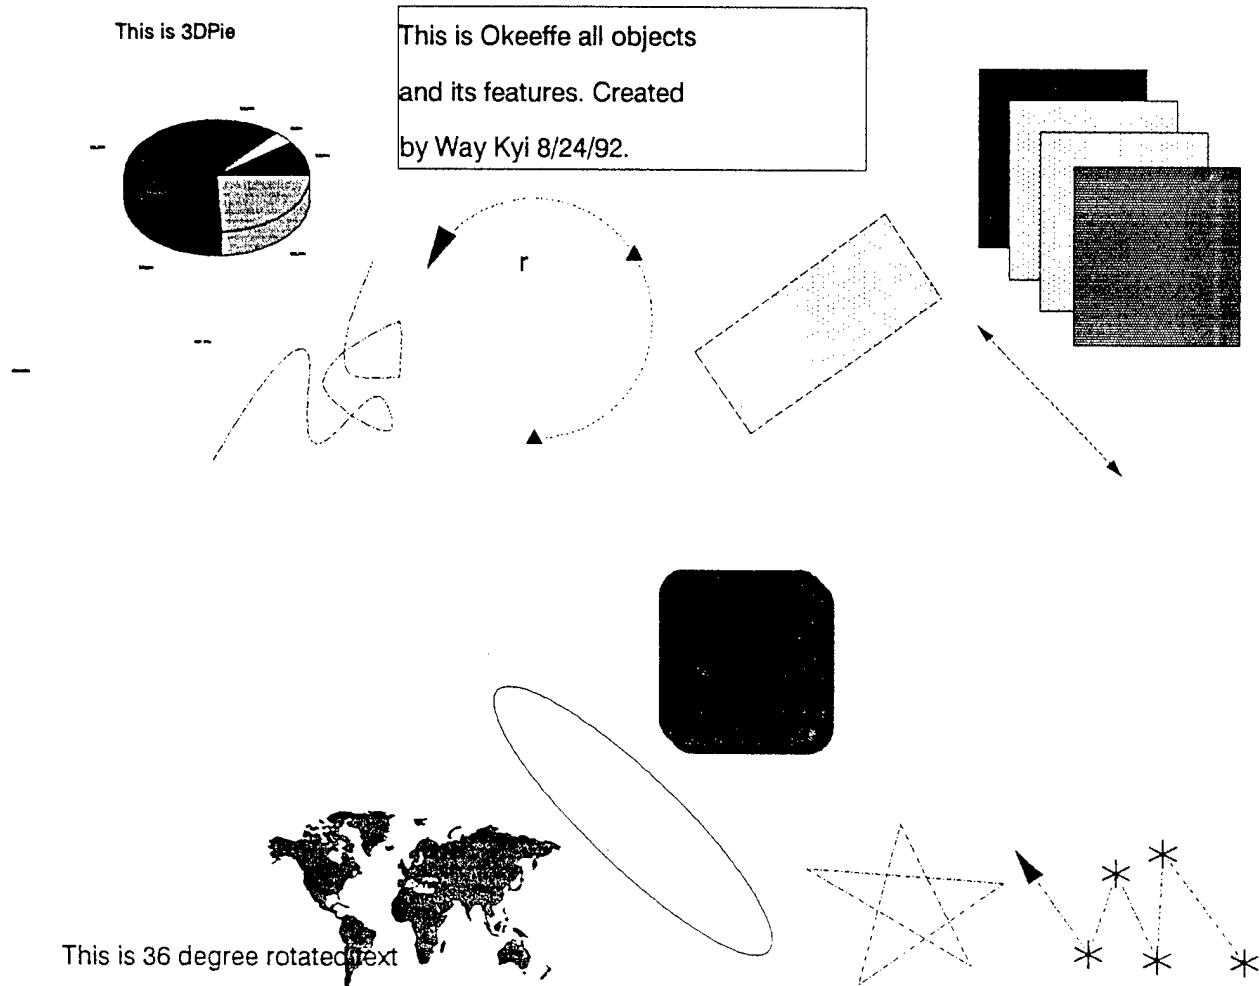 This is 3DPie
This is Okeeffe all objects
and its features. Created
by Way Kyi 8/24/92.
r
This is 36 degree rotated text